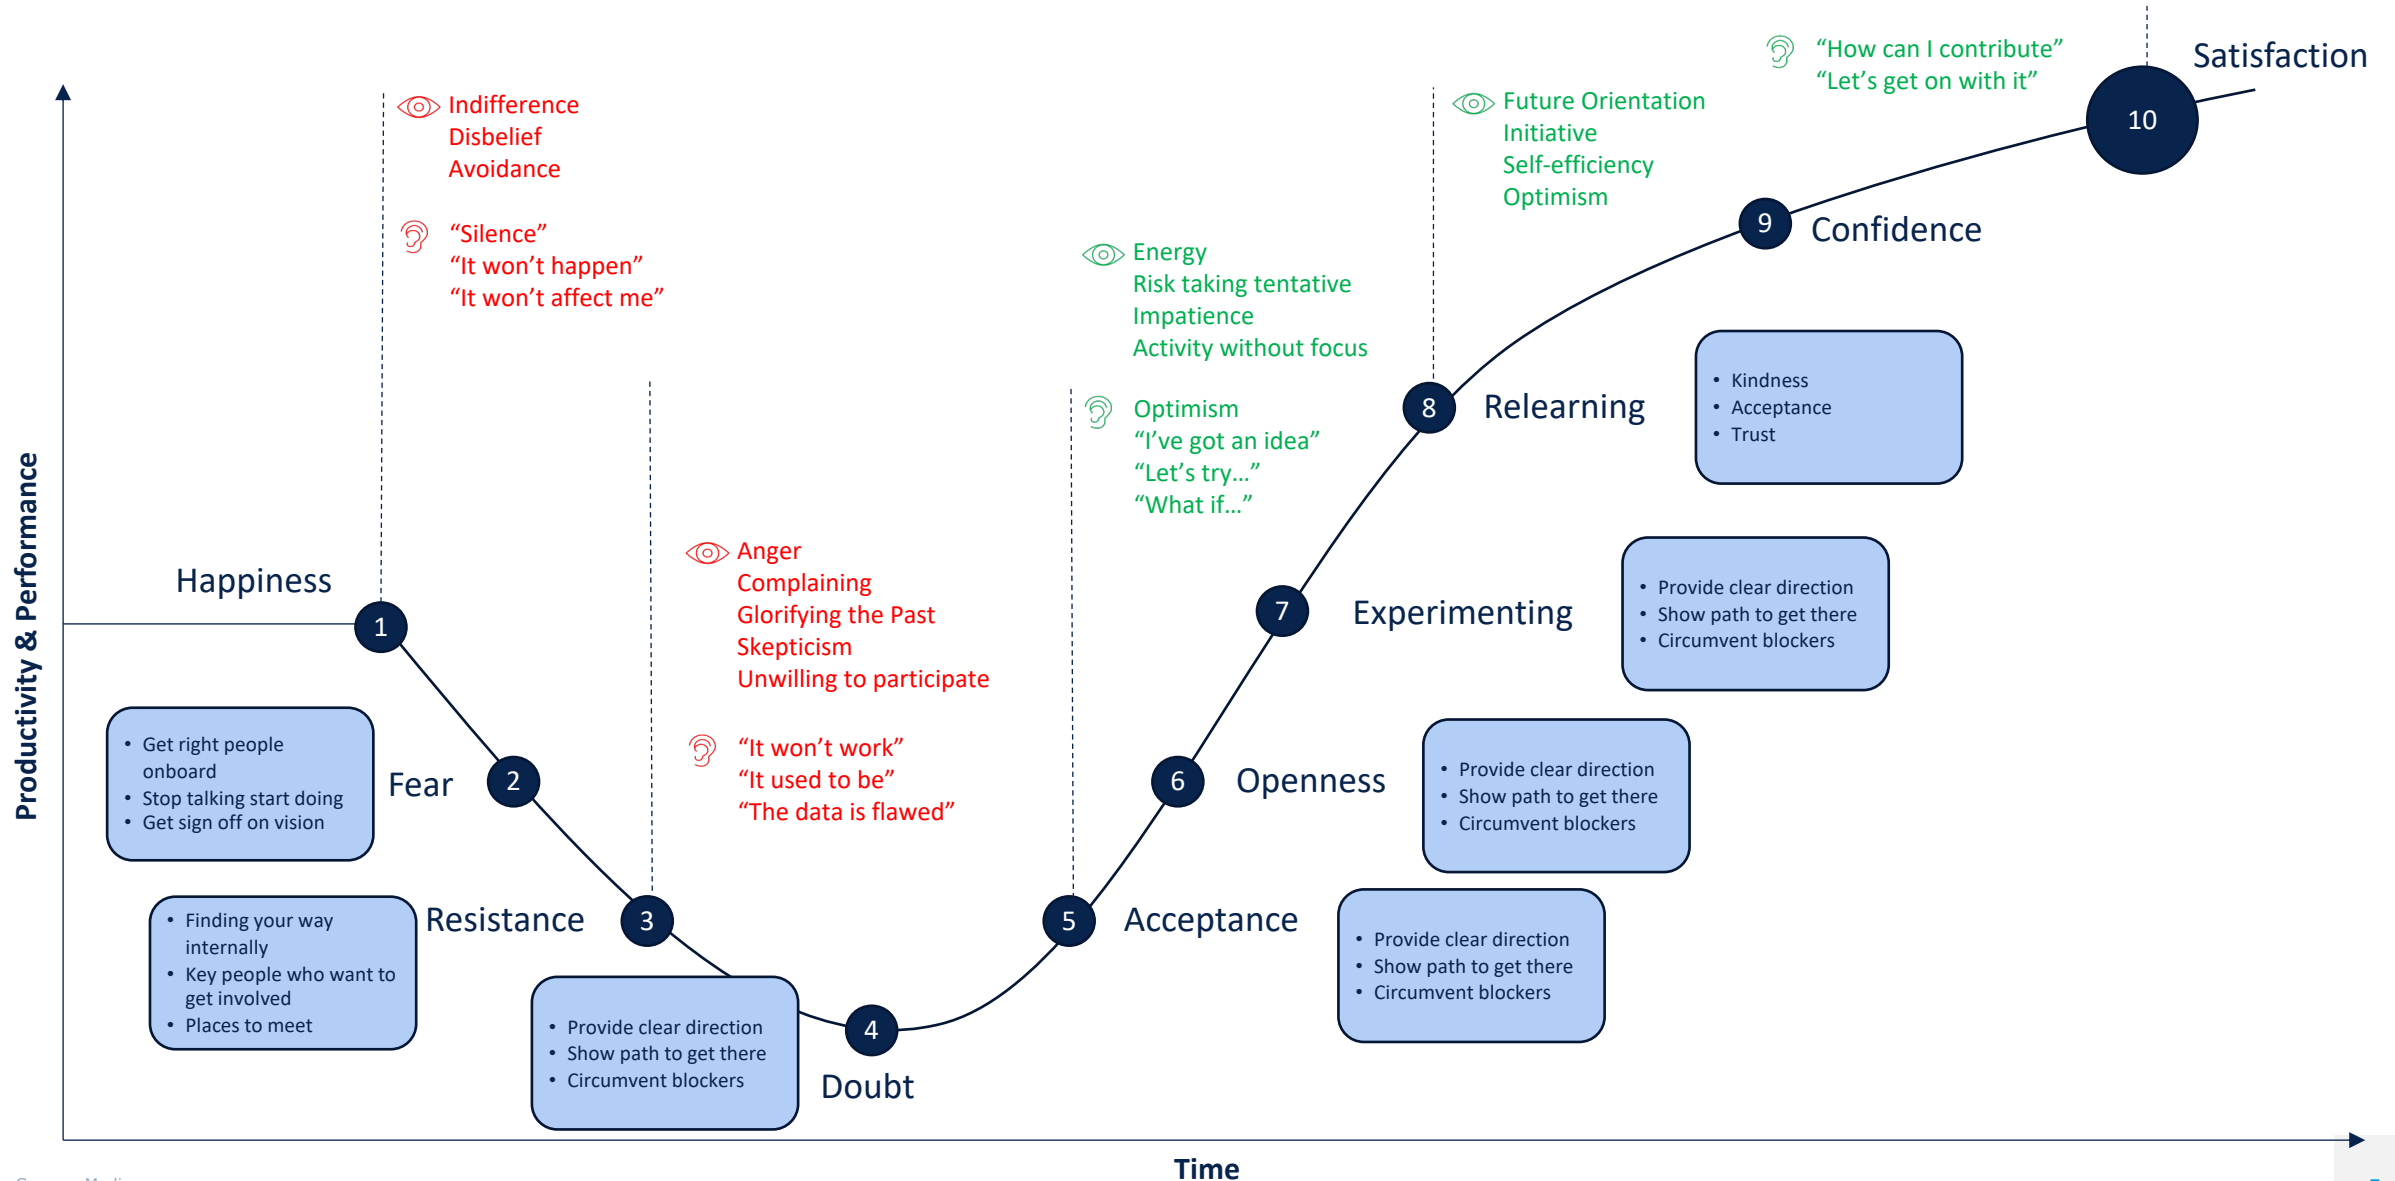 “How can I contribute”
“Let’s get on with it”
Satisfaction
10
Indifference
Disbelief
Avoidance
“Silence”
“It won’t happen”
“It won’t affect me”
Future Orientation
Initiative
Self-efficiency
Optimism
9
Confidence
Energy
Risk taking tentative
Impatience
Activity without focus
Optimism
“I’ve got an idea”
“Let’s try…”
“What if…”
8
Relearning
• Kindness
• Acceptance
• Trust
Productivity & Performance
Happiness
1
Anger
Complaining
Glorifying the Past
Skepticism
Unwilling to participate
“It won’t work”
“It used to be”
“The data is flawed”
7
Experimenting
• Provide clear direction
• Show path to get there
• Circumvent blockers
• Get right people
onboard
• Stop talking start doing
• Get sign off on vision
Fear
2
6
Openness
• Provide clear direction
• Show path to get there
• Circumvent blockers
• Finding your way
internally
• Key people who want to
get involved
• Places to meet
Resistance
3
5
Acceptance
• Provide clear direction
• Show path to get there
• Circumvent blockers
• Provide clear direction
• Show path to get there
• Circumvent blockers
4
Doubt
Time